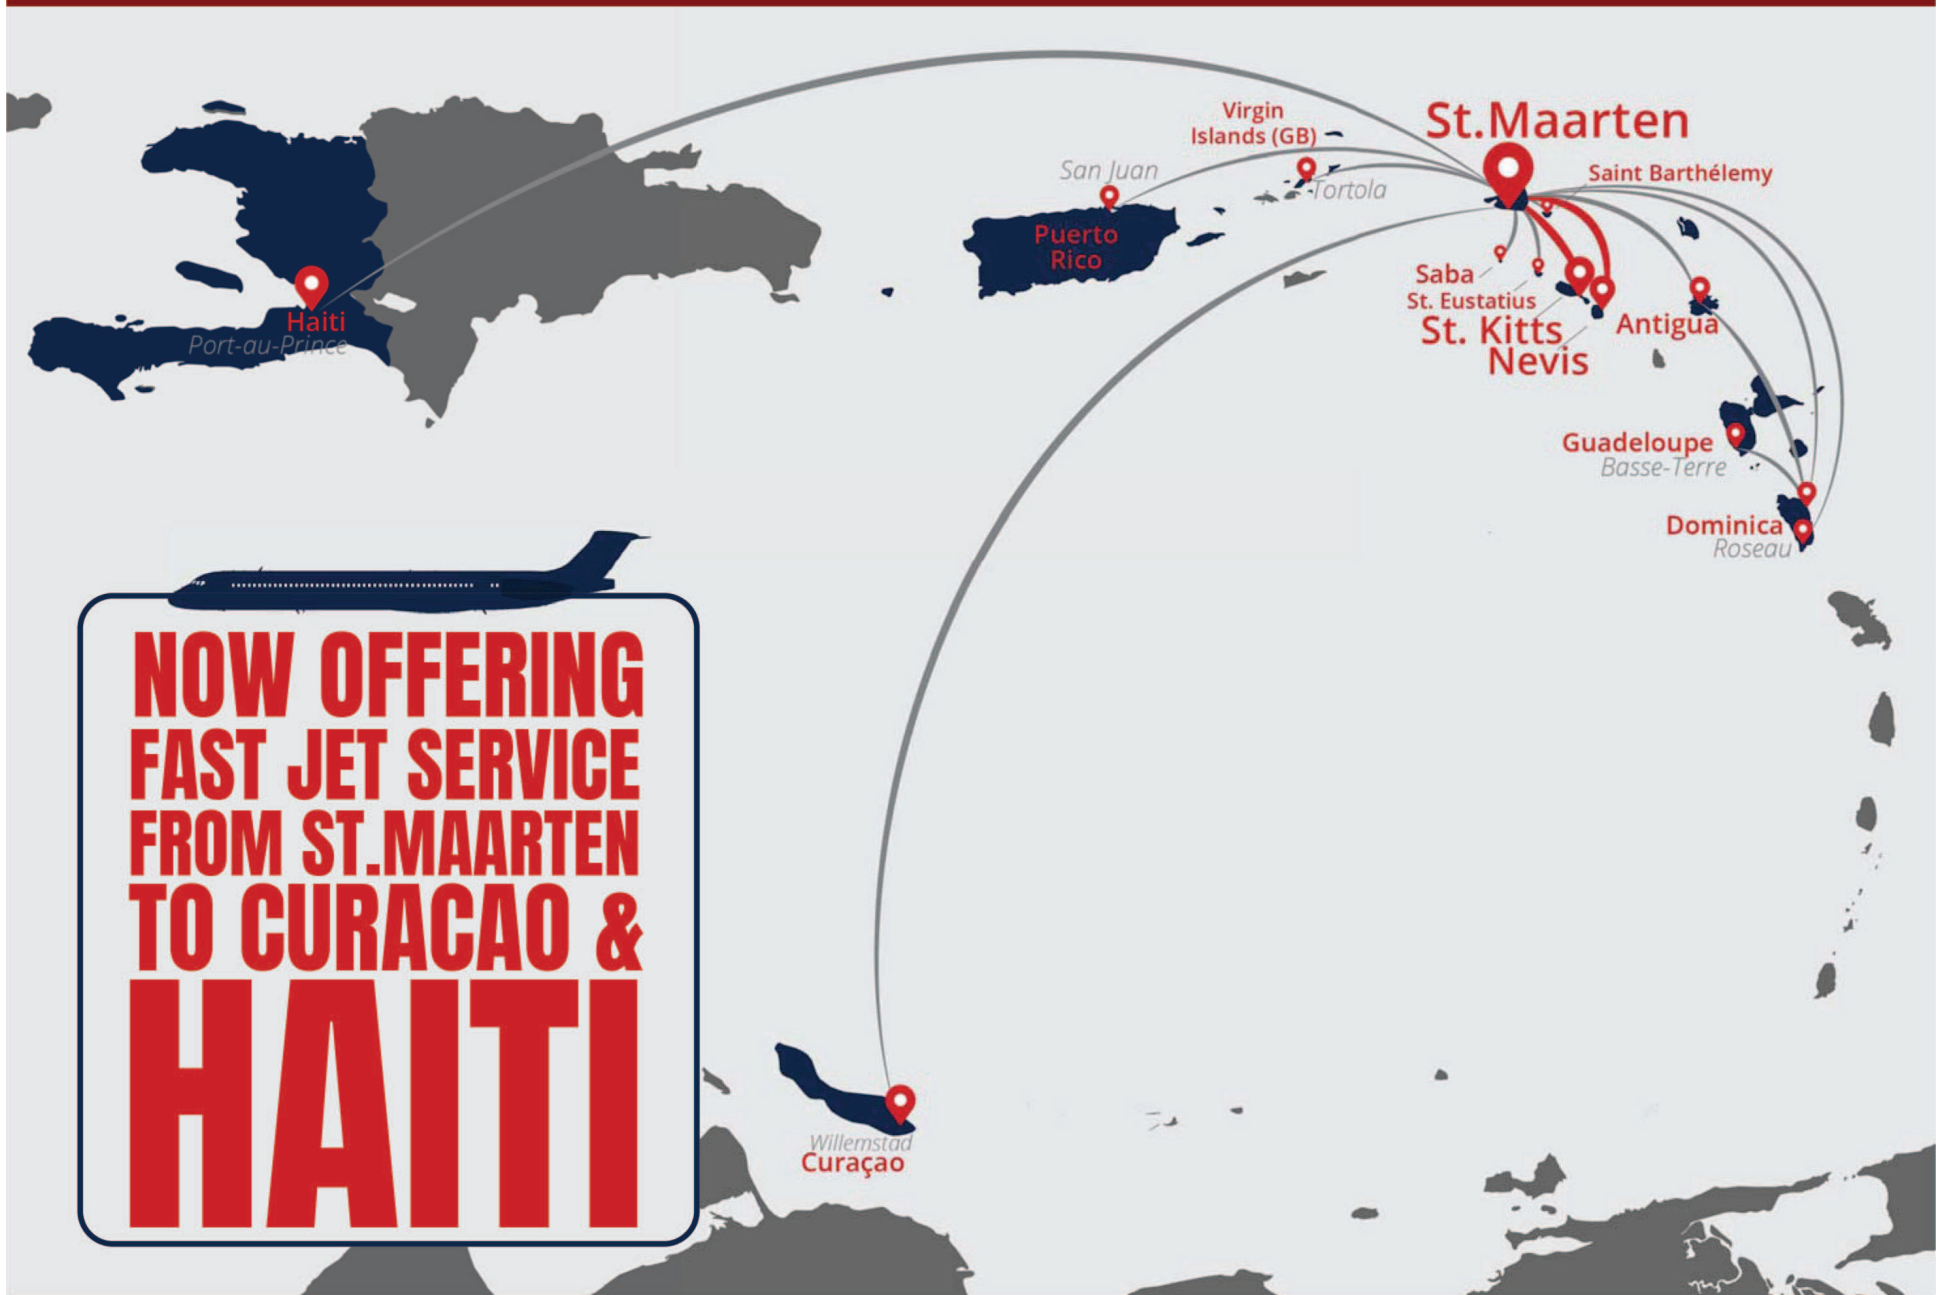 Virgin
Islands (GB)
St.Maarten
San Juan
Tortola
Saint Barthélemy
Puerto
Rico
Saba
St. Eustatius
St. Kitts
Nevis
Antigua
Haiti
Port-au-Prince
Guadeloupe
Basse-Terre
Dominica
Roseau
NOW OFFERING
FAST JET SERVICE
FROM ST.MAARTEN
TO CURACAO &
HAITI
Willemstad
Curaçao